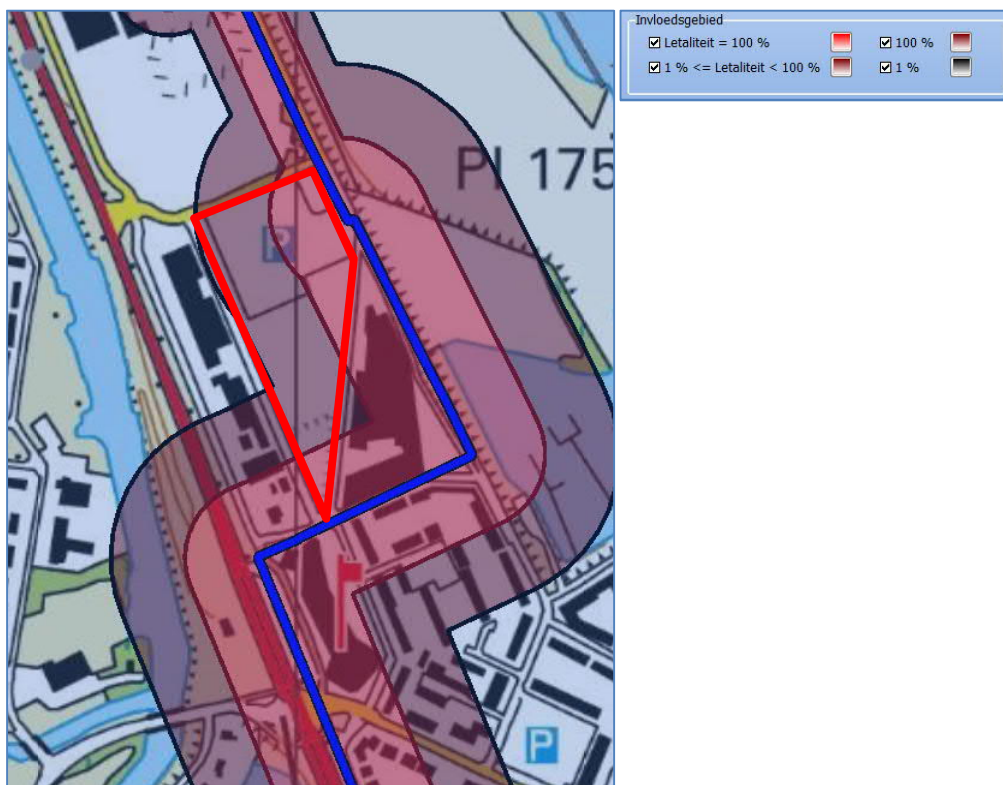 Invloedsgebied
Letaliteit = 100 % 100 %
1 % <= Letaliteit < 100 % 1 %
Pl 175
P
P